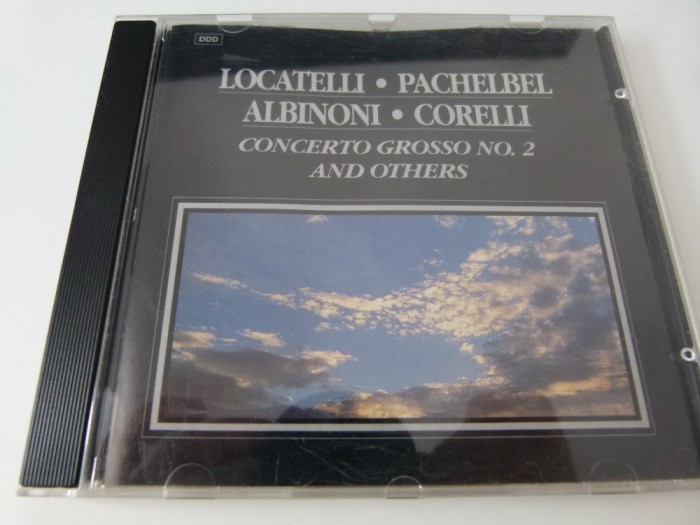 DDD
LOCATELLI • PACHELBEL
ALBINONI • CORELLI
CONCERTO GROSSO NO. 2
AND OTHERS